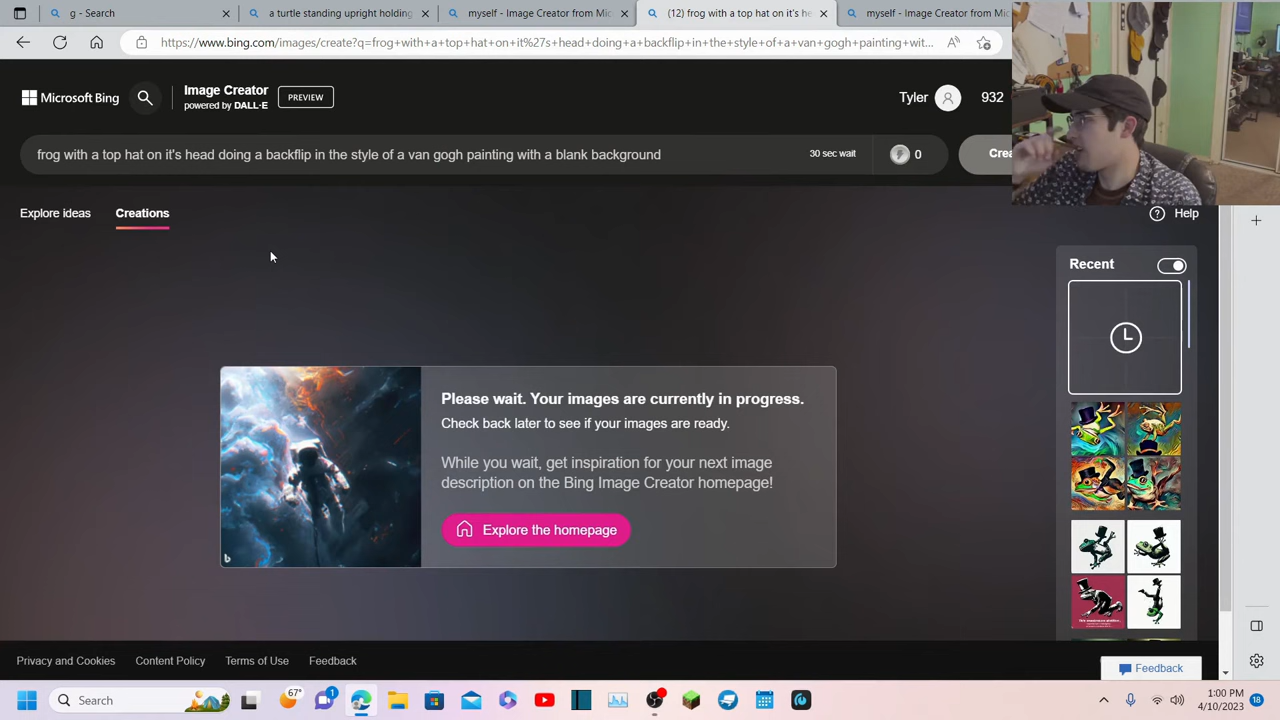 g - Search
a turtle standing upright holding
myself - Image Creator from Mic
(12) frog with a top hat on it's he
myself - Image Creator from Mi
https://www.bing.com/images/create?q=frog+with+a+top+hat+on+it%27s+head+doing+a+backflip+in+the+style+of+a+van+gogh+painting+wit...
Microsoft Bing
Image Creator
powered by DALL·E
PREVIEW
Tyler
932
frog with a top hat on it's head doing a backflip in the style of a van gogh painting with a blank background
30 sec wait
0
Crea
Explore ideas
Creations
Help
Recent
Please wait. Your images are currently in progress.
Check back later to see if your images are ready.
While you wait, get inspiration for your next image
description on the Bing Image Creator homepage!
Explore the homepage
Privacy and Cookies
Content Policy
Terms of Use
Feedback
Feedback
Search
67°
1
1:00 PM
4/10/2023
18